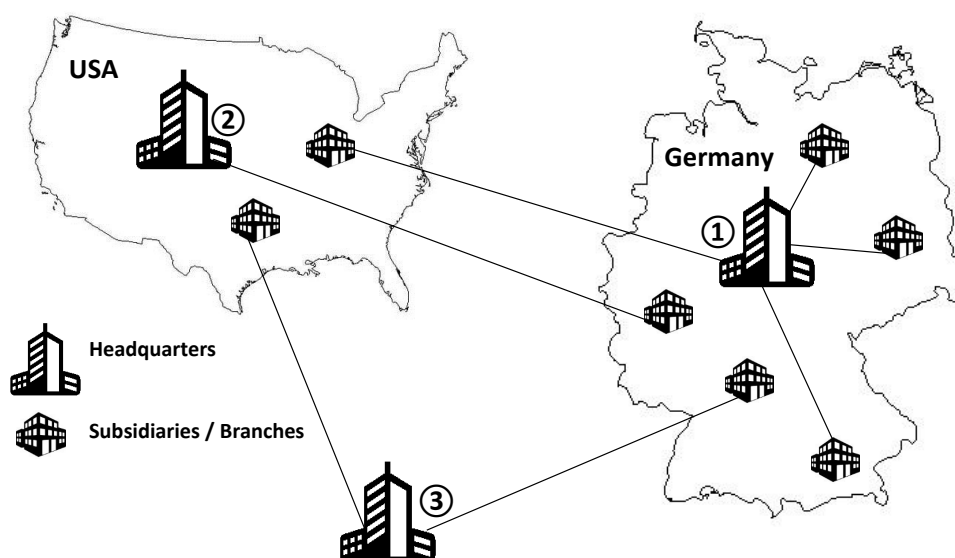 USA
②
Germany
①
Headquarters
Subsidiaries / Branches
③